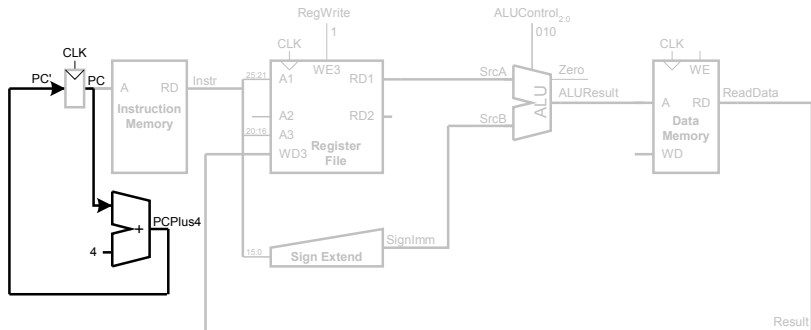 RegWrite
ALUControl2:0
1
010
CLK
CLK
CLK
PC'
PC
A
RD
Instr
Instruction
Memory
25:21
A1
WE3
RD1
A2
RD2
20:16
A3
WD3
Register
File
SrcA
SrcB
ALU
Zero
ALUResult
WE
A
RD
Data
Memory
WD
ReadData
4
+
PCPlus4
15:0
Sign Extend
SignImm
Result